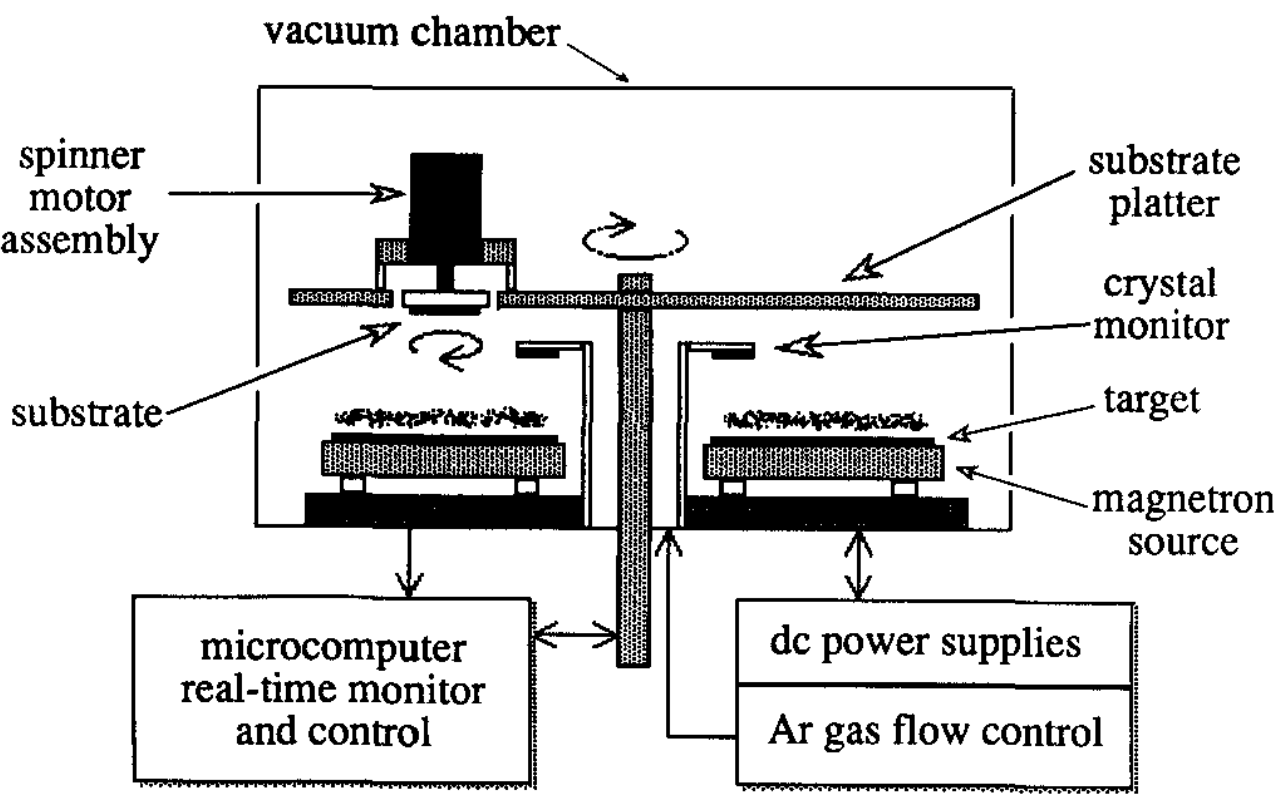 vacuum chamber
spinner
motor
assembly
substrate
platter
crystal
monitor
substrate
target
magnetron
source
microcomputer
real-time monitor
and control
dc power supplies
Ar gas flow control